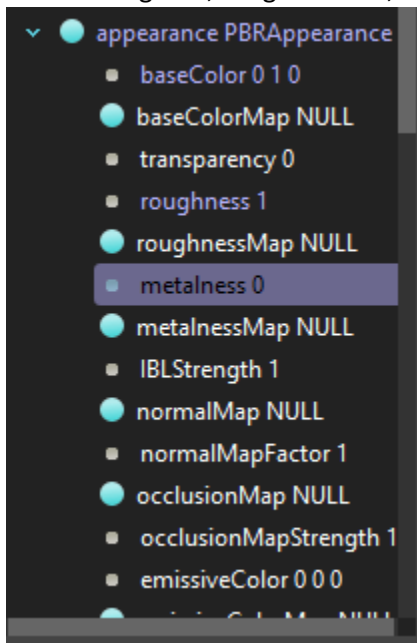 appearance PBRAppearance
baseColor 0 1 0
baseColorMap NULL
transparency 0
roughness 1
roughnessMap NULL
metalness 0
metalnessMap NULL
IBLStrength 1
normalMap NULL
normalMapFactor 1
occlusionMap NULL
occlusionMapStrength 1
emissiveColor 0 0 0